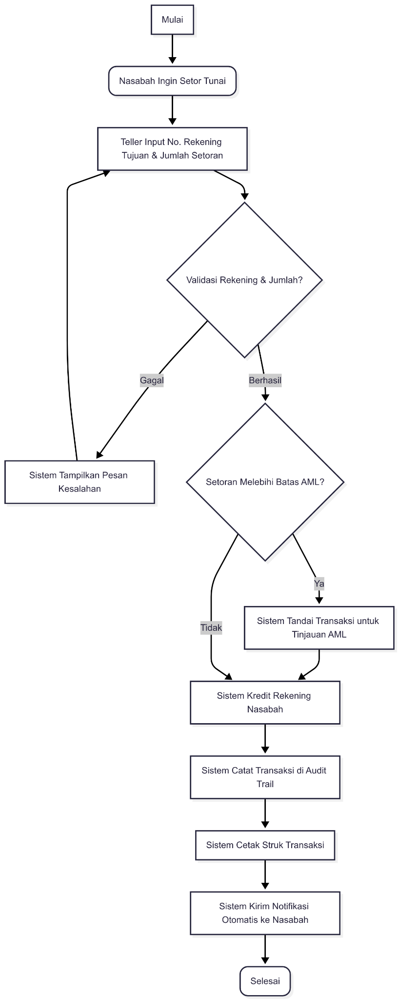 Mulai
Nasabah Ingin Setor Tunai
Teller Input No. Rekening
Tujuan & Jumlah Setoran
Validasi Rekening & Jumlah?
Gagal
Berhasil
Sistem Tampilkan Pesan
Kesalahan
Setoran Melebihi Batas AML?
Ya
Tidak
Sistem Tandai Transaksi untuk
Tinjauan AML
Sistem Kredit Rekening
Nasabah
Sistem Catat Transaksi di Audit
Trail
Sistem Cetak Struk Transaksi
Sistem Kirim Notifikasi
Otomatis ke Nasabah
Selesai